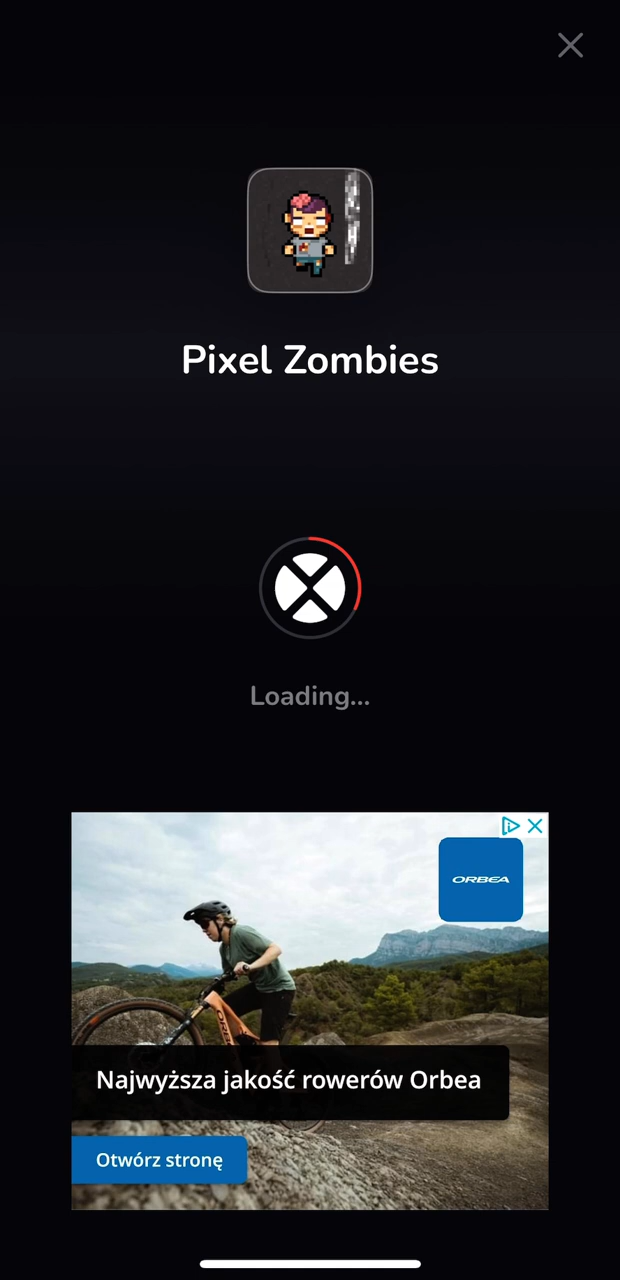 Pixel Zombies
Loading...
ORBEA
Najwyższa jakość rowerów Orbea
Otwórz stronę